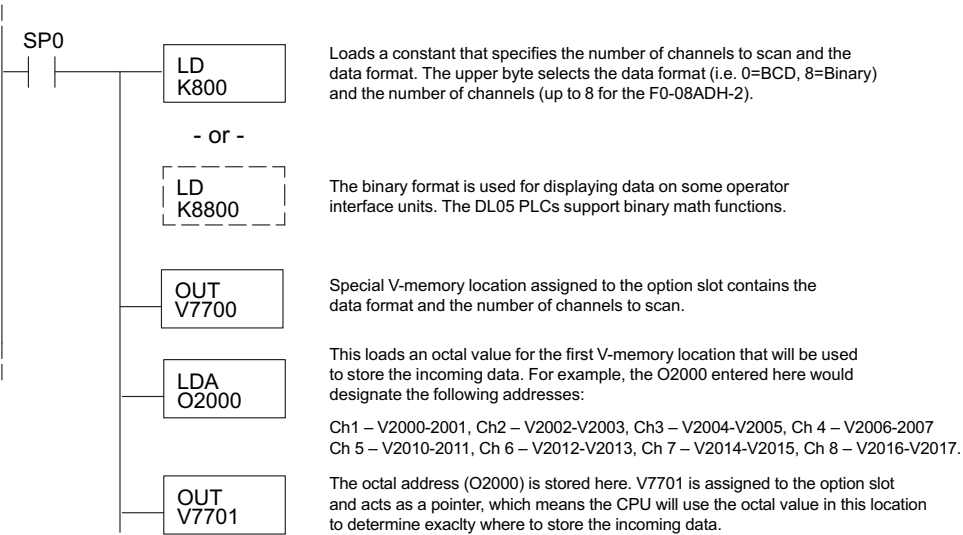 SP0
LD
K800
Loads a constant that specifies the number of channels to scan and the
data format. The upper byte selects the data format (i.e. 0=BCD, 8=Binary)
and the number of channels (up to 8 for the F0-08ADH-2).
- or -
LD
K8800
The binary format is used for displaying data on some operator
interface units. The DL05 PLCs support binary math functions.
OUT
V7700
Special V-memory location assigned to the option slot contains the
data format and the number of channels to scan.
LDA
O2000
This loads an octal value for the first V-memory location that will be used
to store the incoming data. For example, the O2000 entered here would
designate the following addresses:
Ch1 – V2000-2001, Ch2 – V2002-V2003, Ch3 – V2004-V2005, Ch 4 – V2006-2007
Ch 5 – V2010-2011, Ch 6 – V2012-V2013, Ch 7 – V2014-V2015, Ch 8 – V2016-V2017.
OUT
V7701
The octal address (O2000) is stored here. V7701 is assigned to the option slot
and acts as a pointer, which means the CPU will use the octal value in this location
to determine exaclty where to store the incoming data.